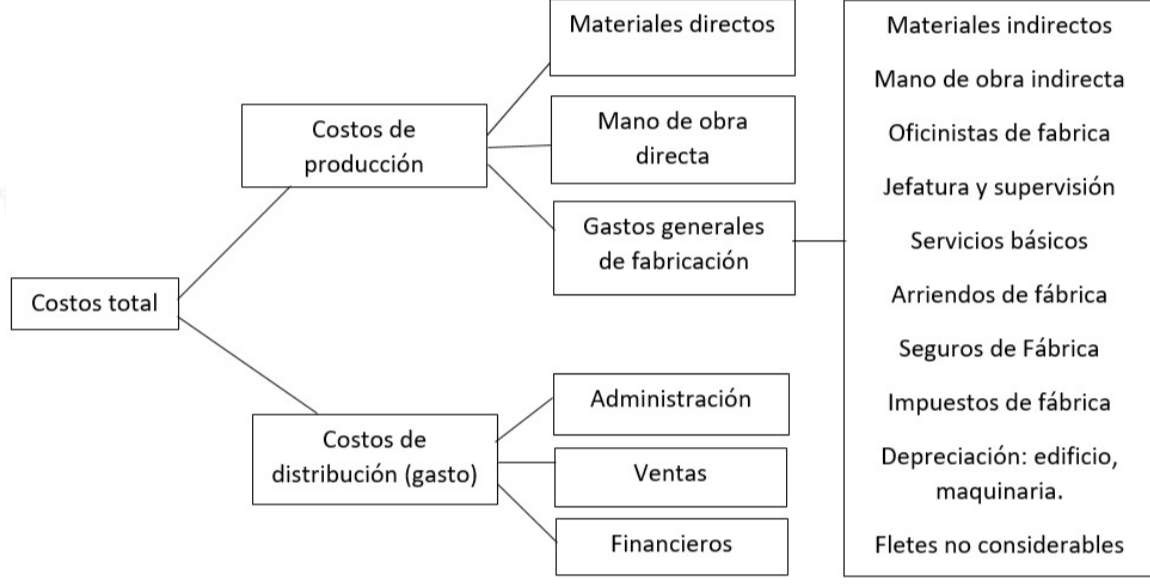 Costos total
Costos de
producción
Materiales directos
Mano de obra
directa
Gastos generales
de fabricación
Materiales indirectos
Mano de obra indirecta
Oficinistas de fabrica
Jefatura y supervisión
Servicios básicos
Arriendos de fábrica
Seguros de Fábrica
Impuestos de fábrica
Depreciación: edificio,
maquinaria.
Fletes no considerables
Costos de
distribución (gasto)
Administración
Ventas
Financieros